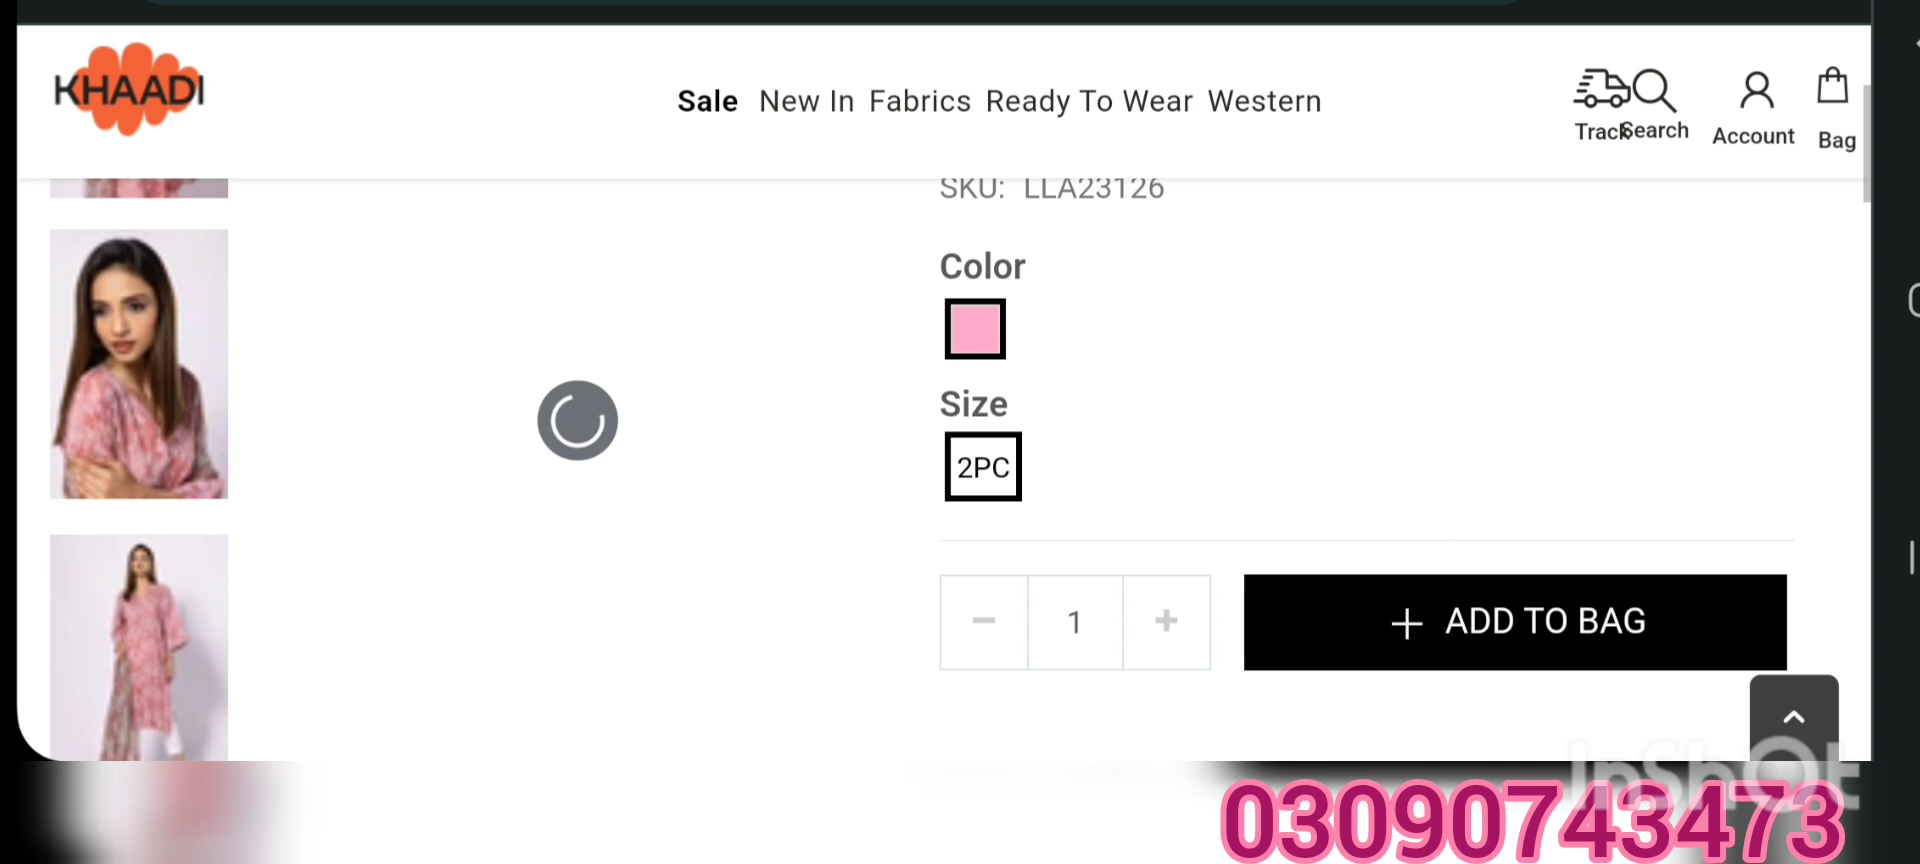 KHAADI
Sale New In Fabrics Ready To Wear Western
Track Search Account Bag
SKU: LLA23126
Color
Size
2PC
1
ADD TO BAG
InShOt
03090743473